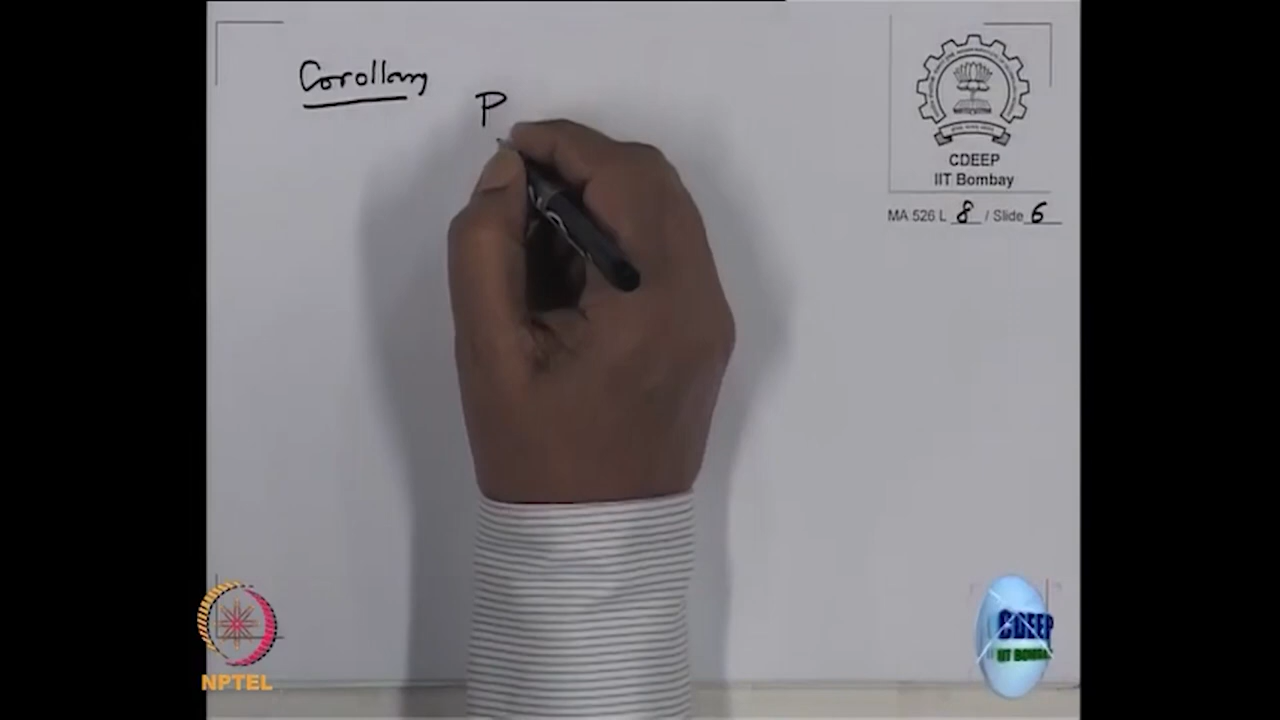 Corollary
P
CDEEP
IIT Bombay
MA 526 L 8 / Slide 6
NPTEL
CDEEP
IIT BOMBAY